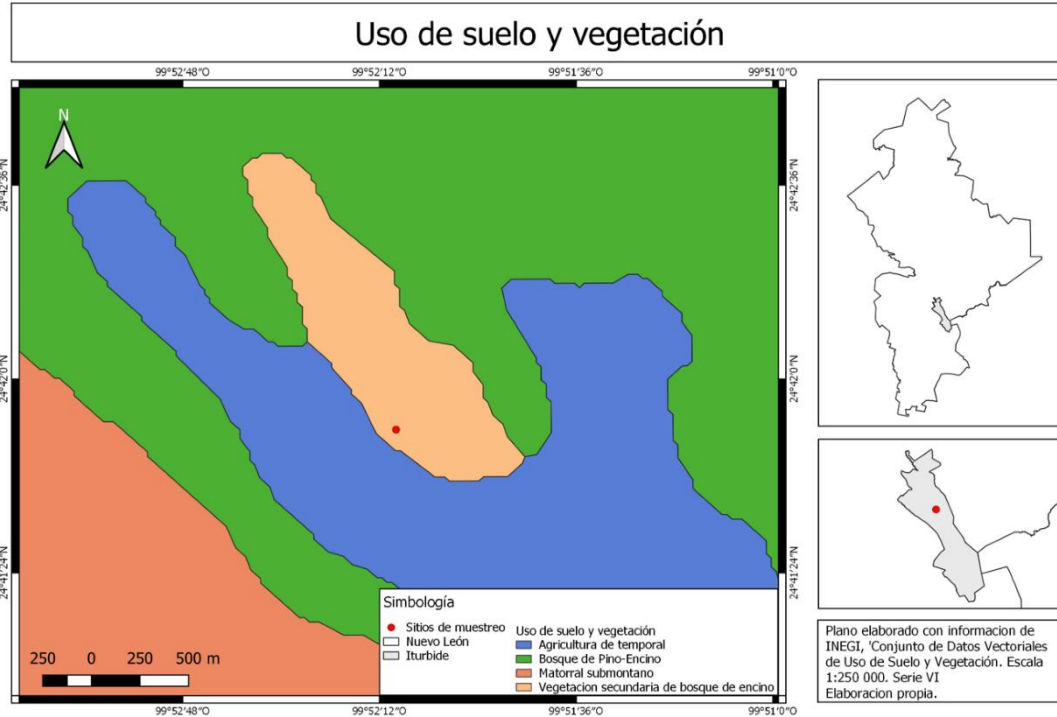 Uso de suelo y vegetación
99°52'48"O 99°52'12"O 99°51'36"O 99°51'0"O
N
24°42'36"N 24°42'36"N
24°42'0"N 24°42'0"N
24°41'24"N 24°41'24"N
250 0 250 500 m
Simbología
Sitios de muestreo
Nuevo León
Iturbide
Uso de suelo y vegetación
Agricultura de temporal
Bosque de Pino-Encino
Matorral submontano
Vegetacion secundaria de bosque de encino
99°52'48"O 99°52'12"O 99°51'36"O 99°51'0"O
Plano elaborado con informacion de
INEGI, 'Conjunto de Datos Vectoriales
de Uso de Suelo y Vegetación. Escala
1:250 000. Serie VI
Elaboracion propia.